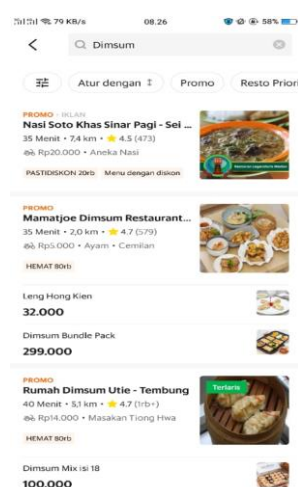 79 KB/s 08.26 58%
Dimsum
Atur dengan Promo Resto Priori
PROMO · IKLAN
Nasi Soto Khas Sinar Pagi - Sei ...
35 Menit • 7,4 km • 4.5 (473)
Rp20.000 • Aneka Nasi
PASTIDISKON 20rb Menu dengan diskon
PROMO
Mamatjoe Dimsum Restaurant...
35 Menit • 2,0 km • 4.7 (579)
Rp5.000 • Ayam • Cemilan
HEMAT 80rb
Leng Hong Kien
32.000
Dimsum Bundle Pack
299.000
PROMO
Rumah Dimsum Utie - Tembung
Terlaris
40 Menit • 5,1 km • 4.7 (1rb+)
Rp14.000 • Masakan Tiong Hwa
HEMAT 80rb
Dimsum Mix isi 18
100.000